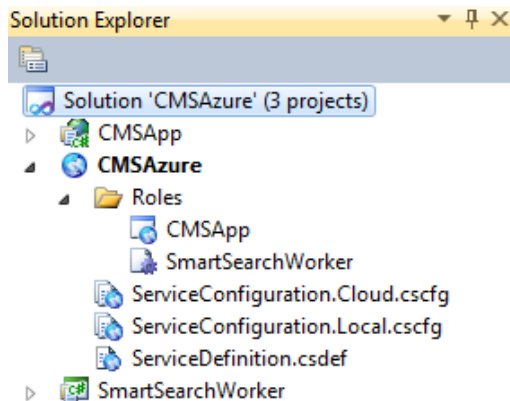 Solution Explorer
Solution 'CMSAzure' (3 projects)
CMSApp
CMSAzure
Roles
CMSApp
SmartSearchWorker
ServiceConfiguration.Cloud.cscfg
ServiceConfiguration.Local.cscfg
ServiceDefinition.csdef
SmartSearchWorker